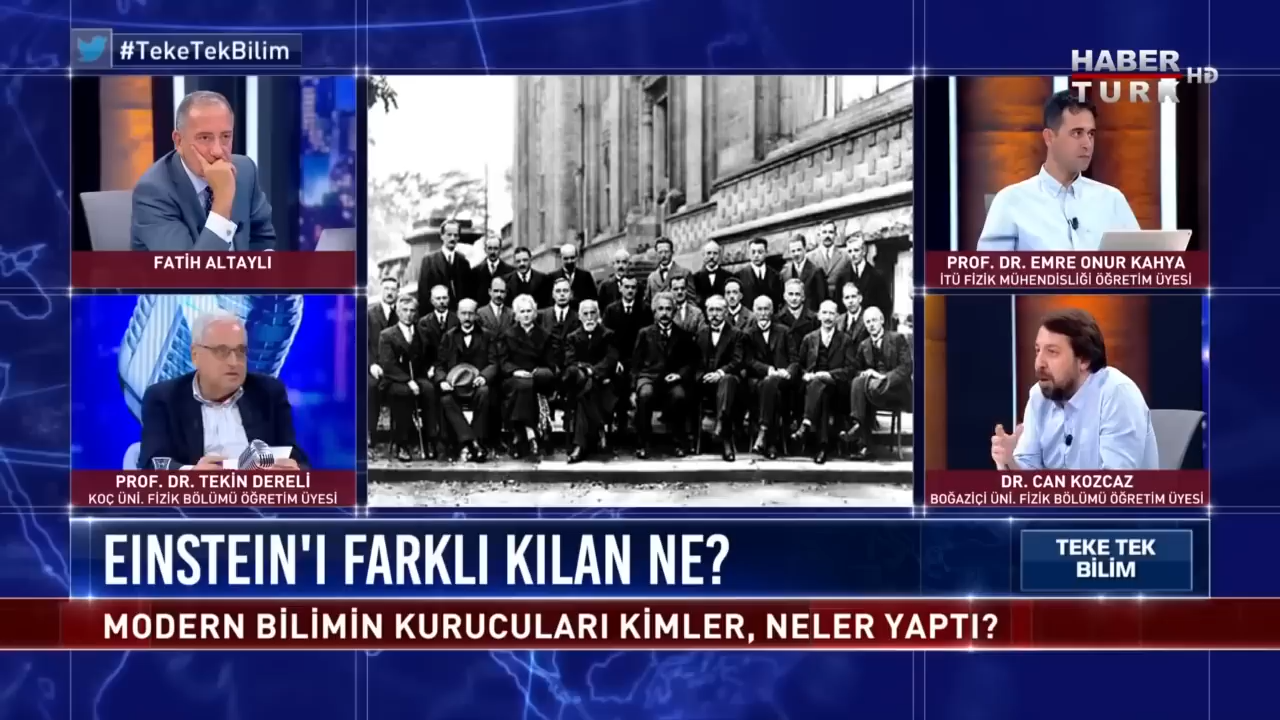 #TekeTekBilim
HABER
TURK HD
FATİH ALTAYLI
PROF. DR. EMRE ONUR KAHYA
İTÜ FİZİK MÜHENDİSLİĞİ ÖĞRETİM ÜYESİ
PROF. DR. TEKİN DERELİ
KOÇ ÜNİ. FİZİK BÖLÜMÜ ÖĞRETİM ÜYESİ
DR. CAN KOZCAZ
BOĞAZİÇİ ÜNİ. FİZİK BÖLÜMÜ ÖĞRETİM ÜYESİ
EINSTEIN'I FARKLI KILAN NE?
TEKE TEK
BİLİM
MODERN BİLİMİN KURUCULARI KİMLER, NELER YAPTI?